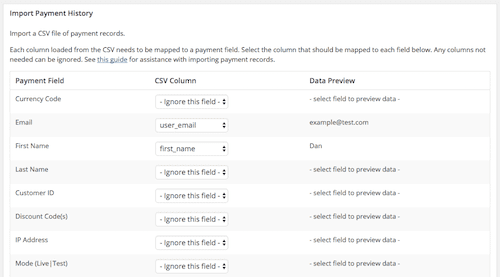 Import Payment History
Import a CSV file of payment records.
Each column loaded from the CSV needs to be mapped to a payment field. Select the column that should be mapped to each field below. Any columns not
needed can be ignored. See this guide for assistance with importing payment records.
Payment Field CSV Column Data Preview
Currency Code - Ignore this field - - select field to preview data -
Email user_email example@test.com
First Name first_name Dan
Last Name - Ignore this field - - select field to preview data -
Customer ID - Ignore this field - - select field to preview data -
Discount Code(s) - Ignore this field - - select field to preview data -
IP Address - Ignore this field - - select field to preview data -
Mode (Live|Test) - Ignore this field - - select field to preview data -